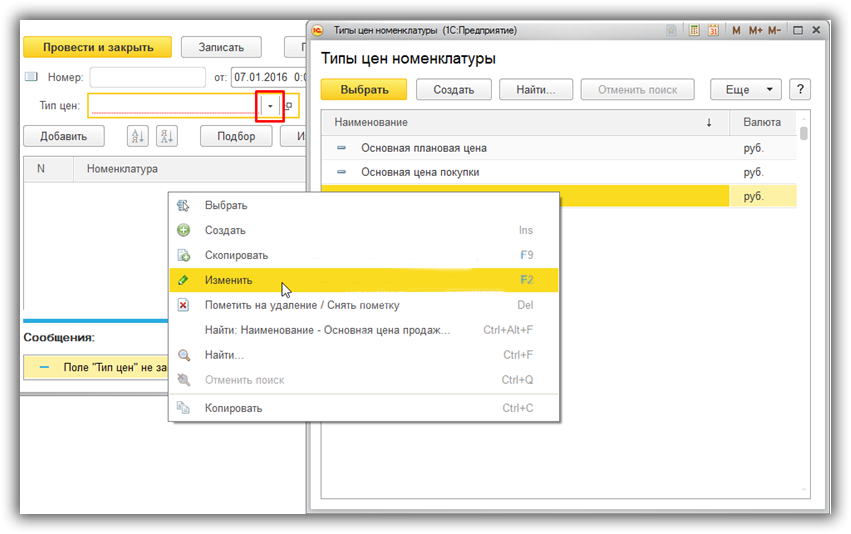 Провести и закрыть
Записать
П
Номер:
от: 07.01.2016 0:0
Тип цен:
Добавить
Подбор
И
N Номенклатура
Сообщения:
Поле "Тип цен" не за
Типы цен номенклатуры (1С:Предприятие)
M M+ M-
Типы цен номенклатуры
Выбрать Создать Найти... Отменить поиск Еще ?
Наименование ↓ Валюта
Основная плановая цена руб.
Основная цена покупки руб.
руб.
Выбрать
Создать Ins
Скопировать F9
Изменить F2
Пометить на удаление / Снять пометку Del
Найти: Наименование - Основная цена продаж... Ctrl+Alt+F
Найти... Ctrl+F
Отменить поиск Ctrl+Q
Копировать Ctrl+C